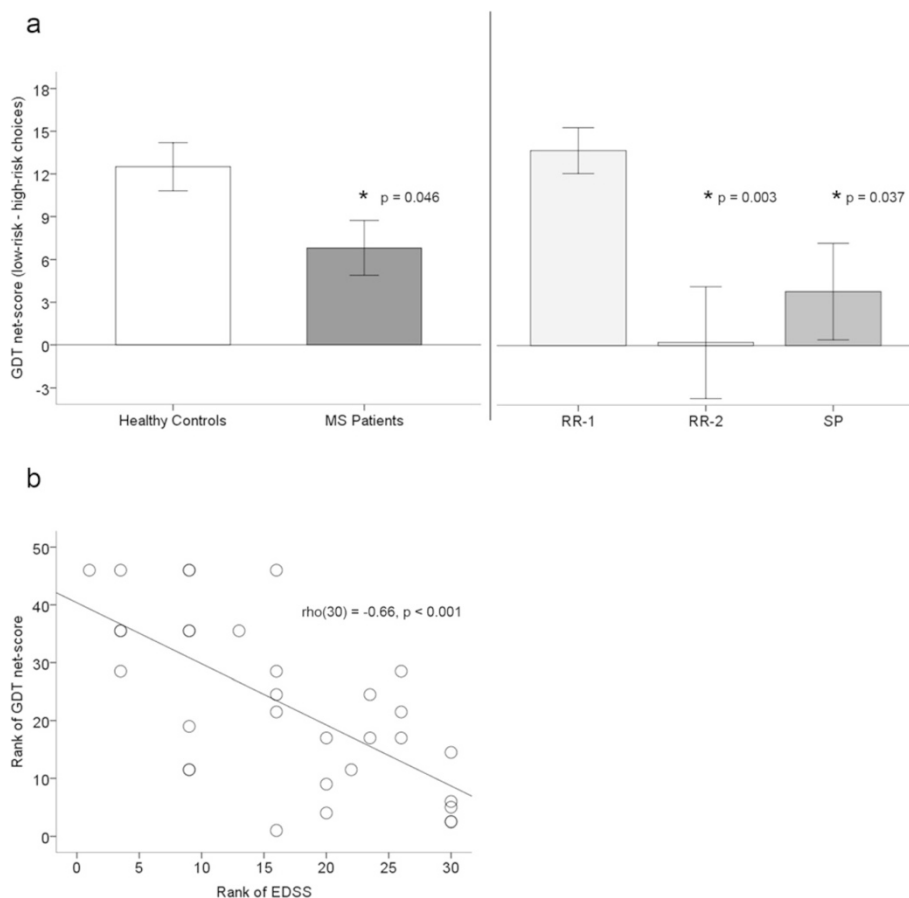 a
GDT net-score (low-risk - high-risk choices)
18
15
12
9
6
3
0
-3
* p = 0.046
Healthy Controls
MS Patients
* p = 0.003
* p = 0.037
RR-1
RR-2
SP
b
Rank of GDT net-score
50
40
30
20
10
0
rho(30) = -0.66, p < 0.001
0
5
10
15
20
25
30
Rank of EDSS